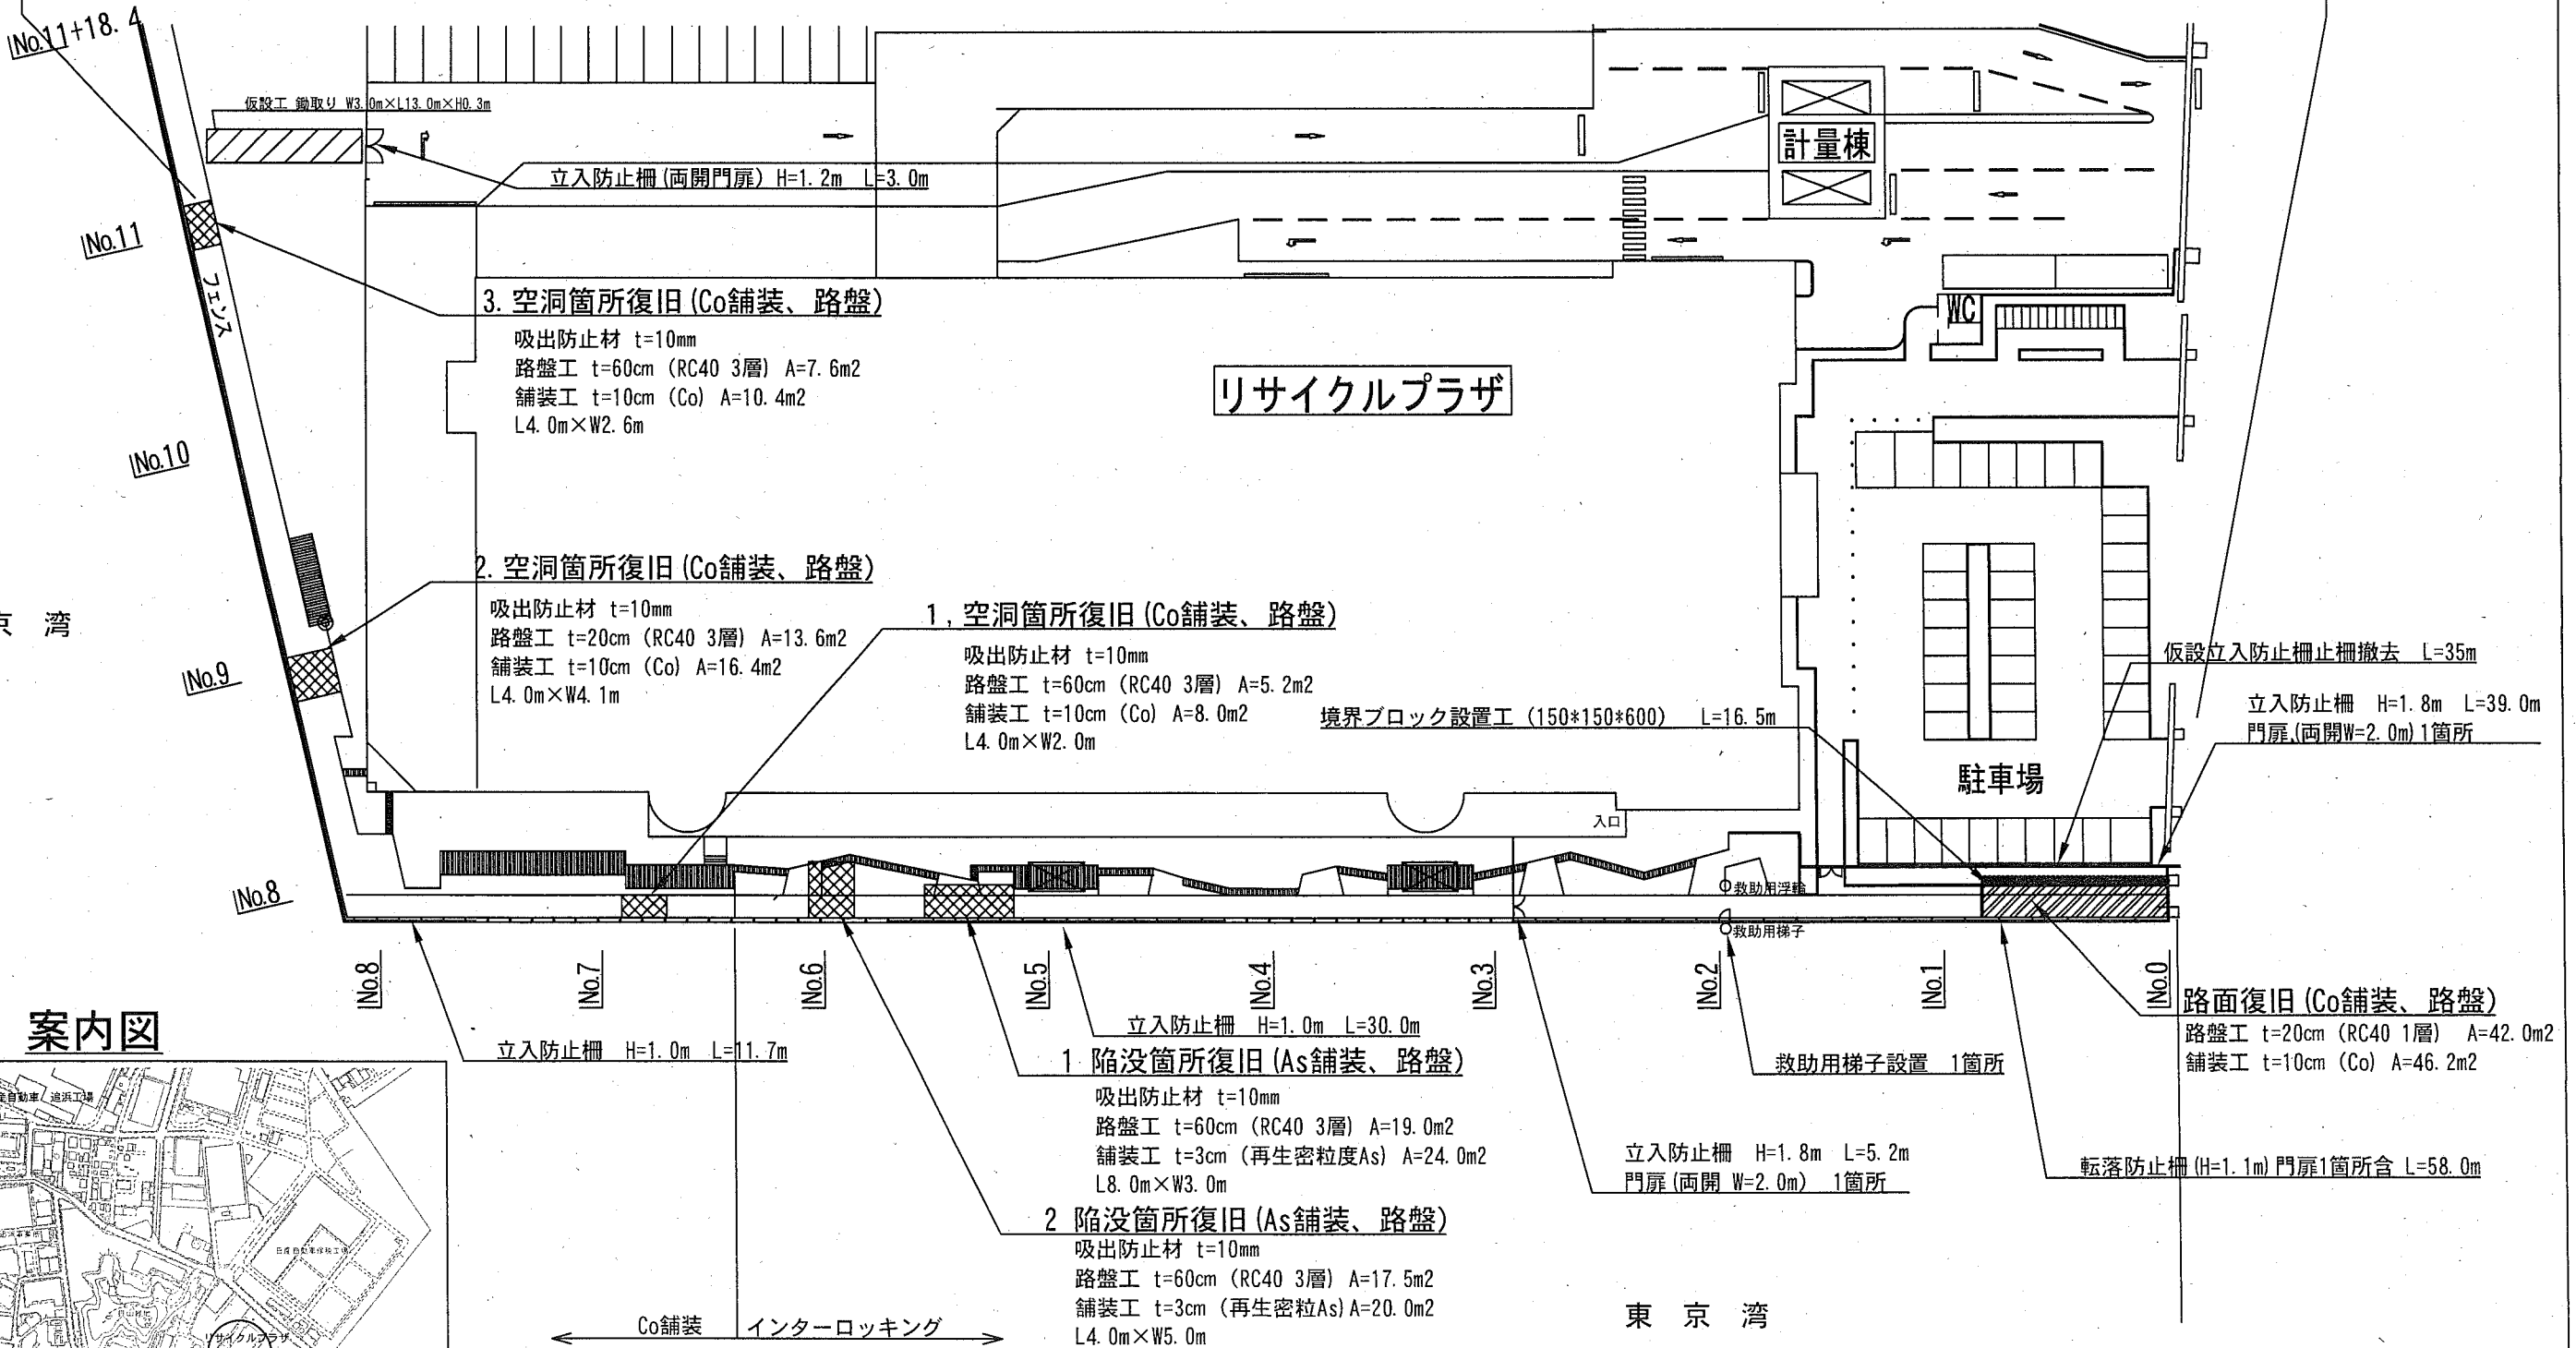 No.11+18.4
仮設工 鋤取り W3.0m×L13.0m×H0.3m
計量棟
立入防止柵(両開門扉) H=1.2m L=3.0m
No.11
フェンス
WC
3. 空洞箇所復旧(Co舗装、路盤)
吸出防止材 t=10mm
路盤工 t=60cm (RC40 3層) A=7.6m2
舗装工 t=10cm (Co) A=10.4m2
L4.0m×W2.6m
リサイクルプラザ
No.10
2. 空洞箇所復旧(Co舗装、路盤)
吸出防止材 t=10mm
路盤工 t=20cm (RC40 3層) A=13.6m2
舗装工 t=10cm (Co) A=16.4m2
L4.0m×W4.1m
京 湾
No.9
1, 空洞箇所復旧(Co舗装、路盤)
吸出防止材 t=10mm
路盤工 t=60cm (RC40 3層) A=5.2m2
舗装工 t=10cm (Co) A=8.0m2
L4.0m×W2.0m
境界ブロック設置工 (150*150*600) L=16.5m
仮設立入防止柵止柵撤去 L=35m
立入防止柵 H=1.8m L=39.0m
門扉,(両開W=2.0m)1箇所
駐車場
入口
No.8
救助用浮輪
救助用梯子
No.8
No.7
No.6
No.5
No.4
No.3
No.2
No.1
No.0
路面復旧(Co舗装、路盤)
路盤工 t=20cm (RC40 1層) A=42.0m2
舗装工 t=10cm (Co) A=46.2m2
立入防止柵 H=1.0m L=30.0m
立入防止柵 H=1.0m L=11.7m
1 陥没箇所復旧(As舗装、路盤)
吸出防止材 t=10mm
路盤工 t=60cm (RC40 3層) A=19.0m2
舗装工 t=3cm (再生密粒度As) A=24.0m2
L8.0m×W3.0m
救助用梯子設置 1箇所
立入防止柵 H=1.8m L=5.2m
門扉(両開 W=2.0m) 1箇所
転落防止柵(H=1.1m)門扉1箇所含 L=58.0m
2 陥没箇所復旧(As舗装、路盤)
吸出防止材 t=10mm
路盤工 t=60cm (RC40 3層) A=17.5m2
舗装工 t=3cm (再生密粒As)A=20.0m2
L4.0m×W5.0m
東 京 湾
Co舗装
インターロッキング
案内図
産自動車 追浜工場
リサイクルプラザ